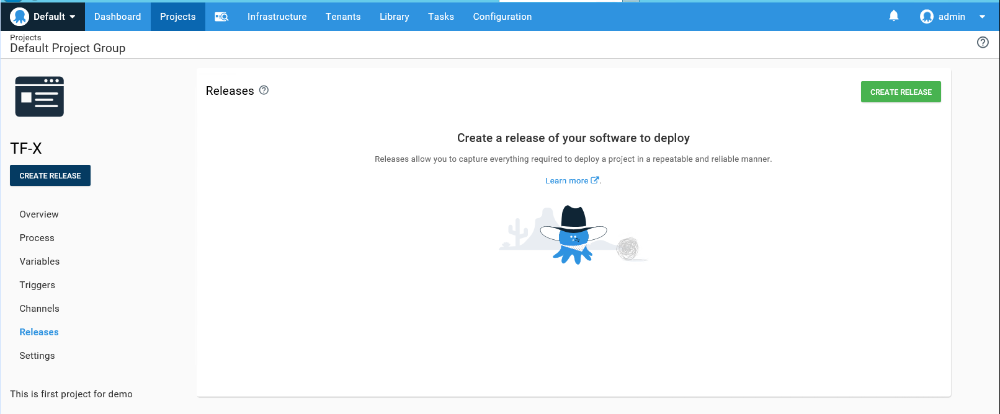 Default Dashboard Projects Infrastructure Tenants Library Tasks Configuration admin
Projects
Default Project Group
Releases
CREATE RELEASE
Create a release of your software to deploy
Releases allow you to capture everything required to deploy a project in a repeatable and reliable manner.
Learn more .
TF-X
CREATE RELEASE
Overview
Process
Variables
Triggers
Channels
Releases
Settings
This is first project for demo